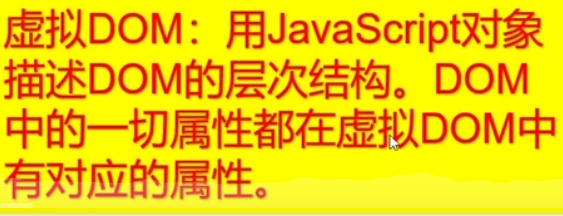 虚拟DOM：用JavaScript对象
描述DOM的层次结构。DOM
中的一切属性都在虚拟DOM中
有对应的属性。